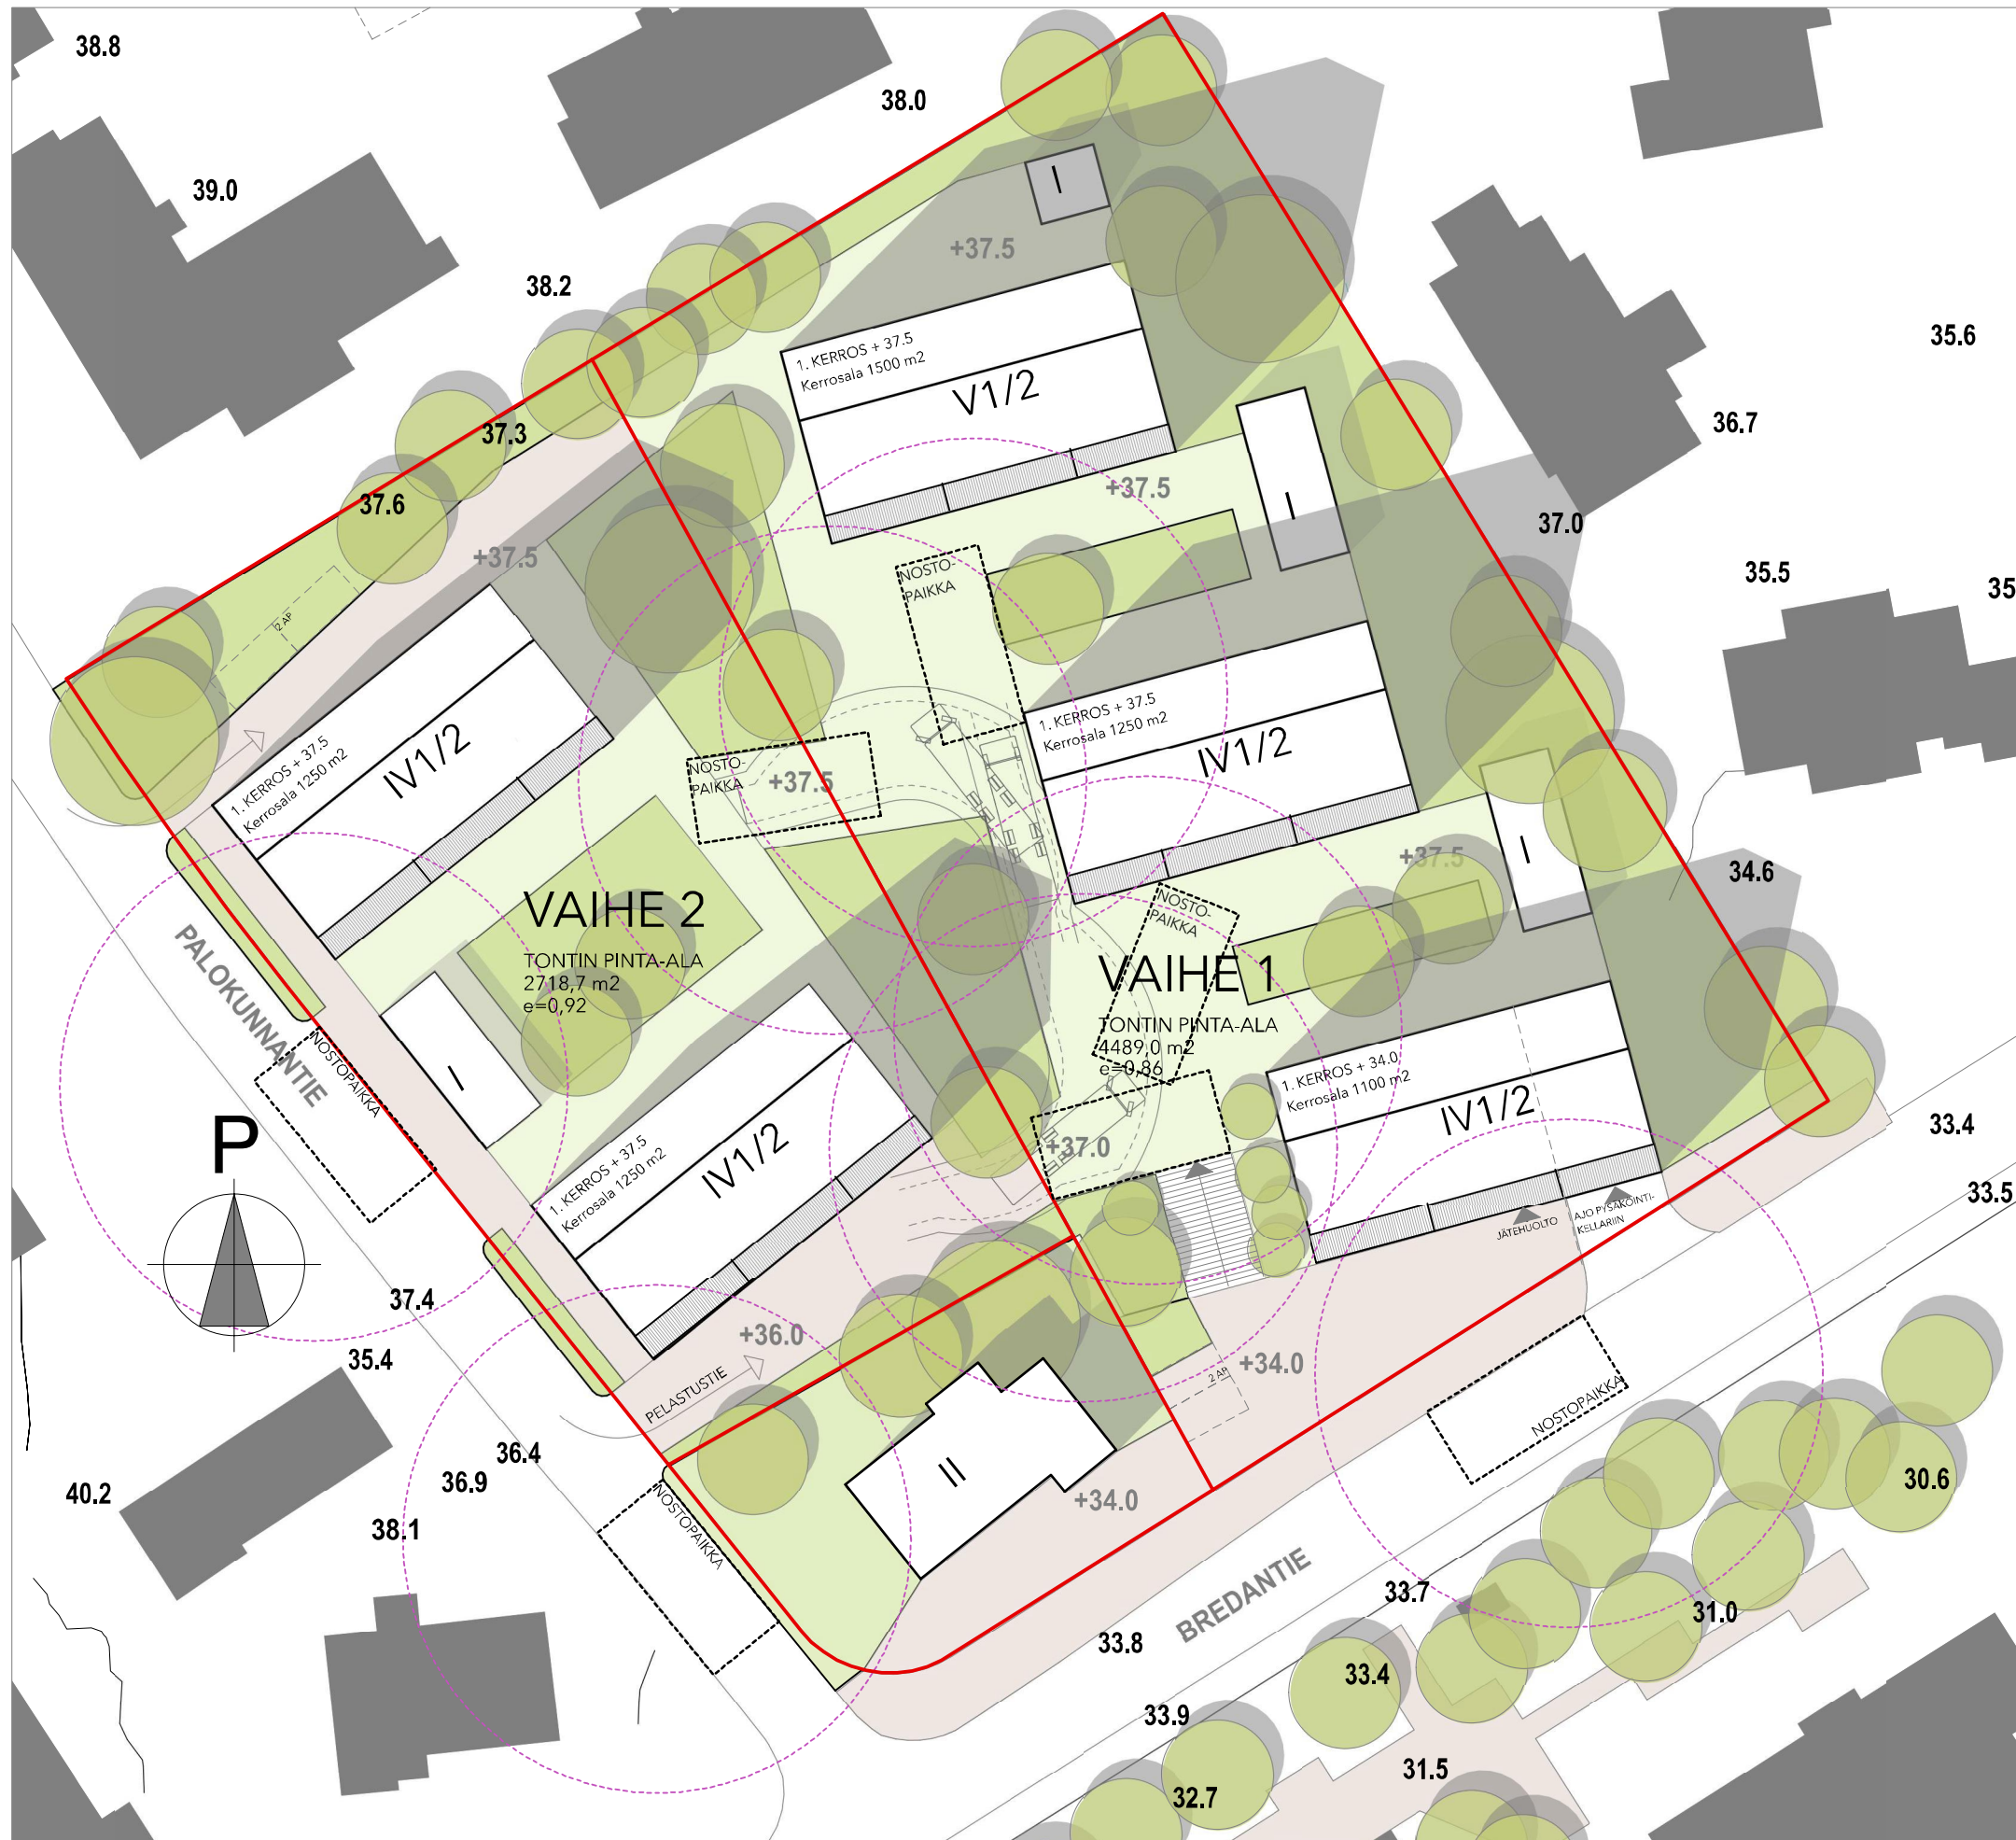 38.8
38.0
39.0
I
+37.5
38.2
35.6
1. KERROS + 37.5
Kerrosala 1500 m2
V1/2
36.7
37.3
37.6
+37.5
I
37.0
+37.5
35.5
35
NOSTO-
PAIKKA
2 AP
1. KERROS + 37.5
Kerrosala 1250 m2
IV1/2
1. KERROS + 37.5
Kerrosala 1250 m2
IV1/2
NOSTO-
PAIKKA
+37.5
+37.5
I
34.6
VAIHE 2
TONTIN PINTA-ALA
2718,7 m2
e=0,92
NOSTO-
PAIKKA
VAIHE 1
TONTIN PINTA-ALA
4489,0 m2
e=0,86
PALOKUNNANTIE
NOSTOPAIKKA
I
1. KERROS + 34.0
Kerrosala 1100 m2
IV1/2
33.4
P
1. KERROS + 37.5
Kerrosala 1250 m2
IV1/2
+37.0
33.5
JÄTEHUOLTO
AJO PYSÄKÖINTI-
KELLARIIN
37.4
+36.0
35.4
PELASTUSTIE
+34.0
2 AP
NOSTOPAIKKA
36.4
36.9
40.2
II
+34.0
30.6
38.1
NOSTOPAIKKA
BREDANTIE
33.7
31.0
33.8
33.4
33.9
31.5
32.7